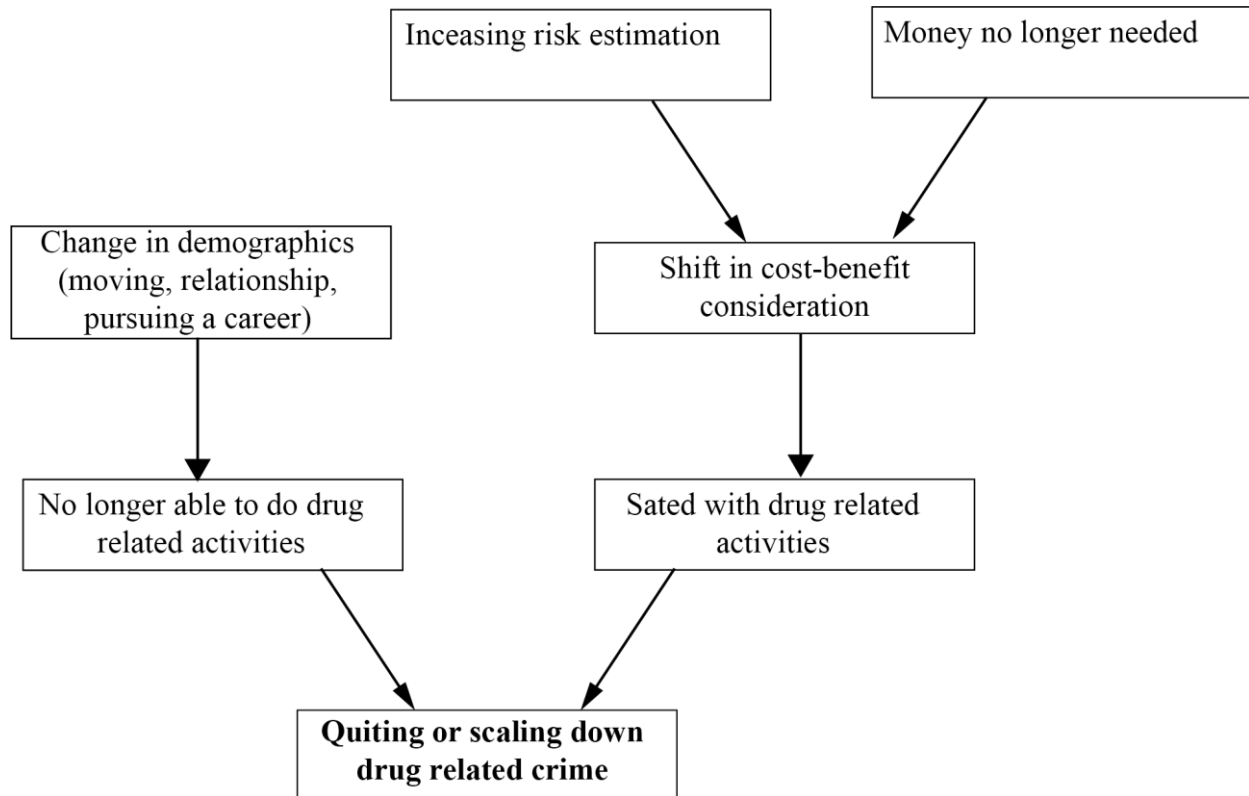 Inceasing risk estimation
Money no longer needed
Change in demographics
(moving, relationship,
pursuing a career)
Shift in cost-benefit
consideration
No longer able to do drug
related activities
Sated with drug related
activities
Quiting or scaling down
drug related crime